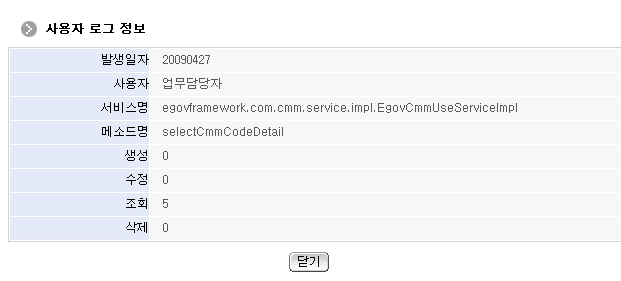 사용자 로그 정보
발생일자 20090427
사용자 업무담당자
서비스명 egovframework.com.cmm.service.impl.EgovCmmUseServiceImpl
메소드명 selectCmmCodeDetail
생성 0
수정 0
조회 5
삭제 0
닫기